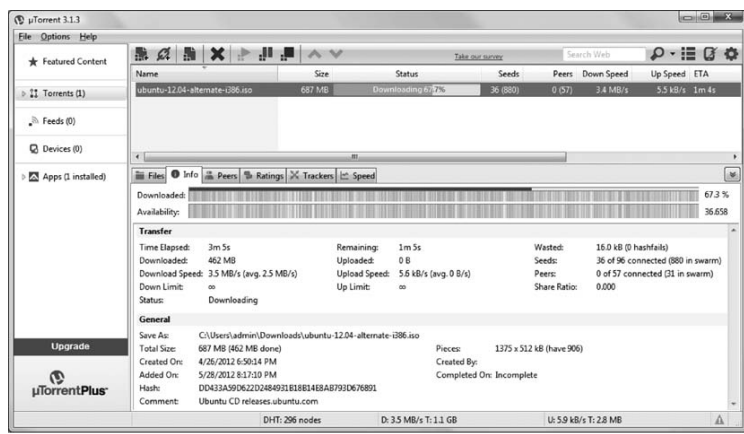 µTorrent 3.1.3
File Options Help
Featured Content
Take our survey
Search Web
Name Size Status Seeds Peers Down Speed Up Speed ETA
Torrents (1)
ubuntu-12.04-alternate-i386.iso 687 MB Downloading 67.7% 36 (880) 0 (57) 3.4 MB/s 5.5 kB/s 1m 4s
Feeds (0)
Devices (0)
Apps (1 installed)
Files Info Peers Ratings Trackers Speed
Downloaded: 67.3 %
Availability: 36.658
Transfer
Time Elapsed: 3m 5s Remaining: 1m 5s Wasted: 16.0 kB (0 hashfails)
Downloaded: 462 MB Uploaded: 0 B Seeds: 36 of 96 connected (880 in swarm)
Download Speed: 3.5 MB/s (avg. 2.5 MB/s) Upload Speed: 5.6 kB/s (avg. 0 B/s) Peers: 0 of 57 connected (31 in swarm)
Down Limit: ∞ Up Limit: ∞ Share Ratio: 0.000
Status: Downloading
General
Save As: C:\Users\admin\Downloads\ubuntu-12.04-alternate-i386.iso
Total Size: 687 MB (462 MB done) Pieces: 1375 x 512 kB (have 906)
Created On: 4/26/2012 6:50:14 PM Created By:
Added On: 5/28/2012 8:17:10 PM Completed On: Incomplete
Hash: DD433A59D622D2484931B18B14E8AB793D676891
Comment: Ubuntu CD releases.ubuntu.com
Upgrade
µTorrentPlus
DHT: 296 nodes D: 3.5 MB/s T: 1.1 GB U: 5.9 kB/s T: 2.8 MB